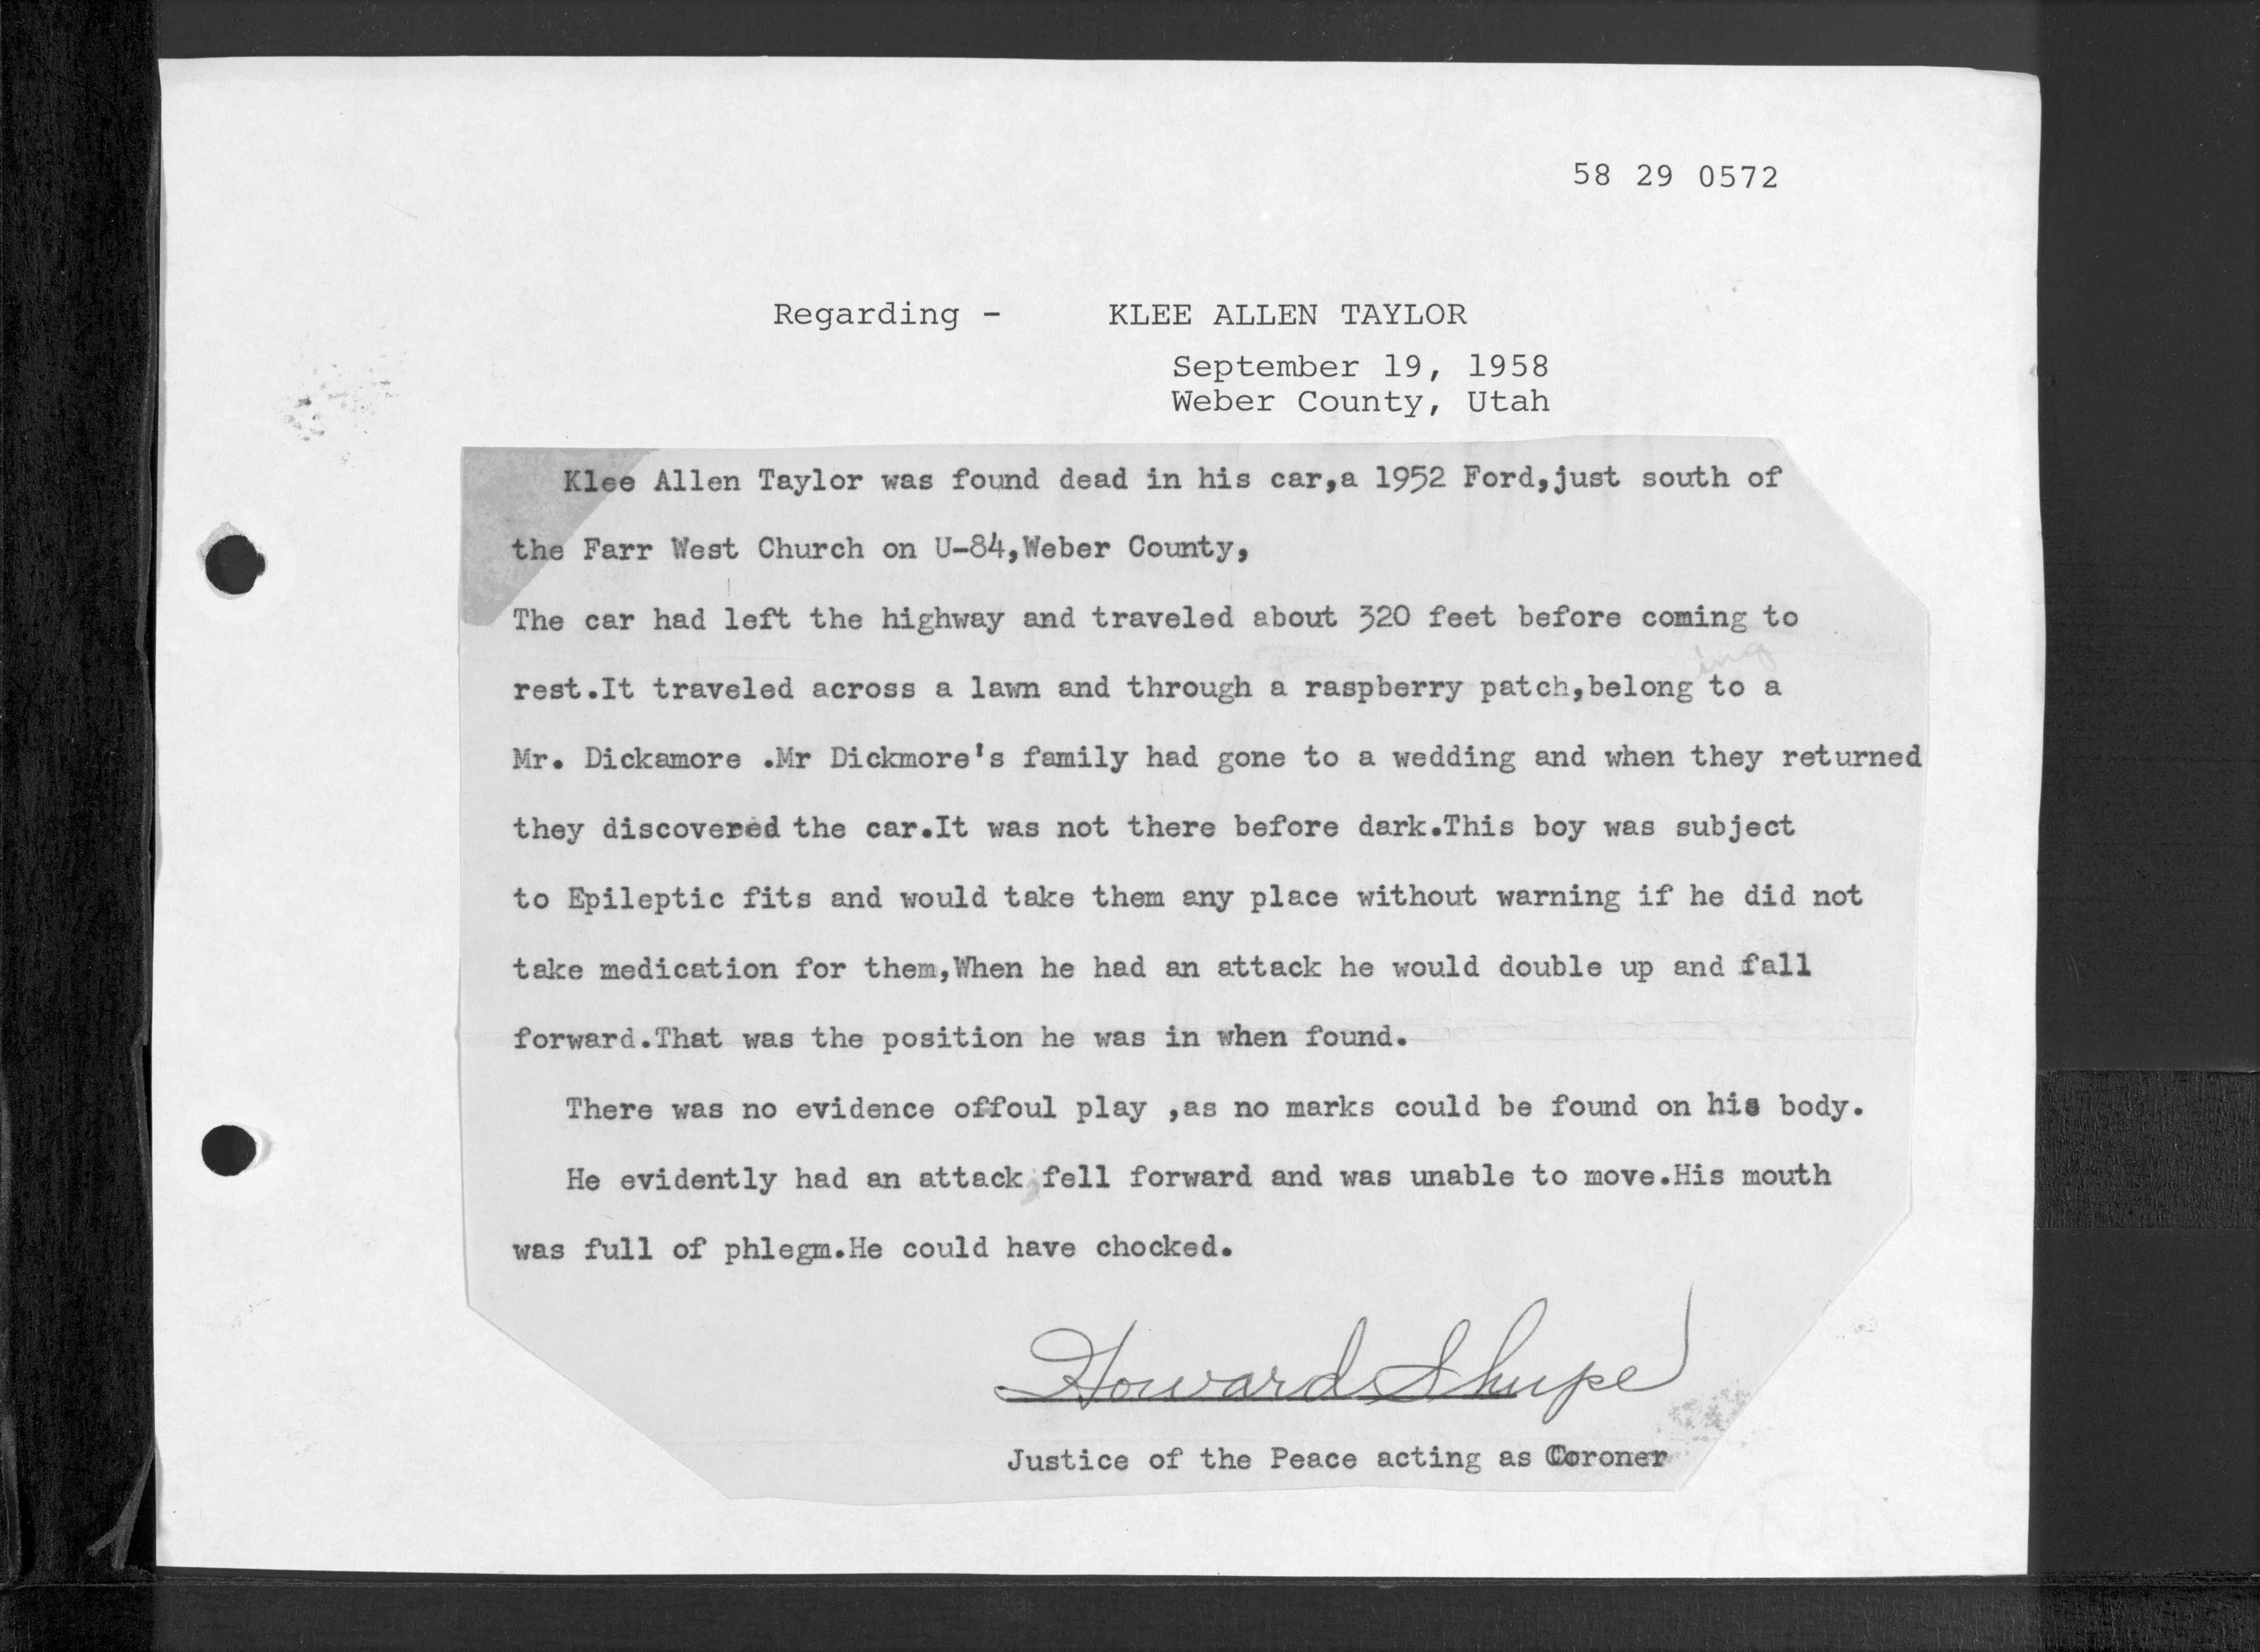 58 29 0572
Regarding - KLEE ALLEN TAYLOR
September 19, 1958
Weber County, Utah
Klee Allen Taylor was found dead in his car,a 1952 Ford,just south of
the Farr West Church on U-84,Weber County,
The car had left the highway and traveled about 320 feet before coming to
rest.It traveled across a lawn and through a raspberry patch,belonging to a
Mr. Dickamore .Mr Dickmore's family had gone to a wedding and when they returned
they discovered the car.It was not there before dark.This boy was subject
to Epileptic fits and would take them any place without warning if he did not
take medication for them,When he had an attack he would double up and fall
forward.That was the position he was in when found.
There was no evidence offoul play ,as no marks could be found on his body.
He evidently had an attack, fell forward and was unable to move.His mouth
was full of phlegm.He could have chocked.
Howard Shupe
Justice of the Peace acting as Coroner